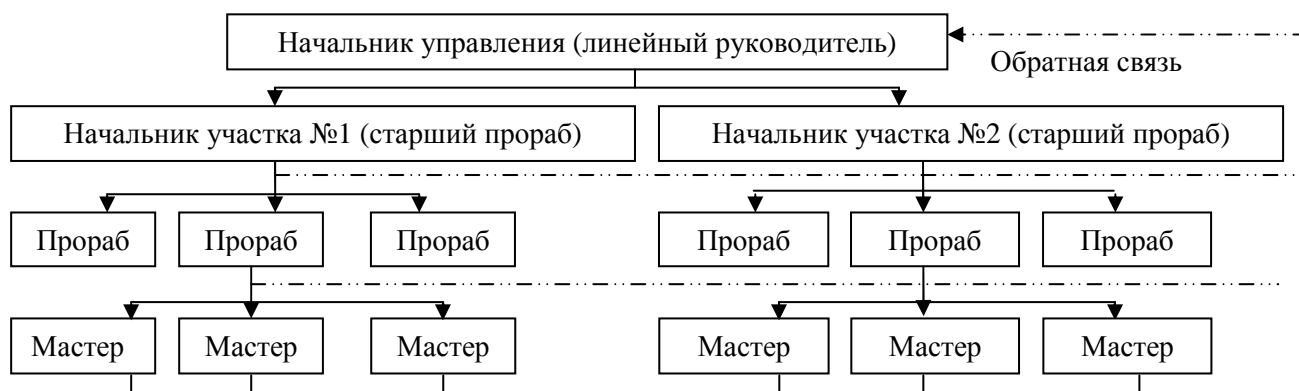 Начальник управления (линейный руководитель)
Обратная связь
Начальник участка №1 (старший прораб)
Начальник участка №2 (старший прораб)
Прораб
Прораб
Прораб
Прораб
Прораб
Прораб
Мастер
Мастер
Мастер
Мастер
Мастер
Мастер